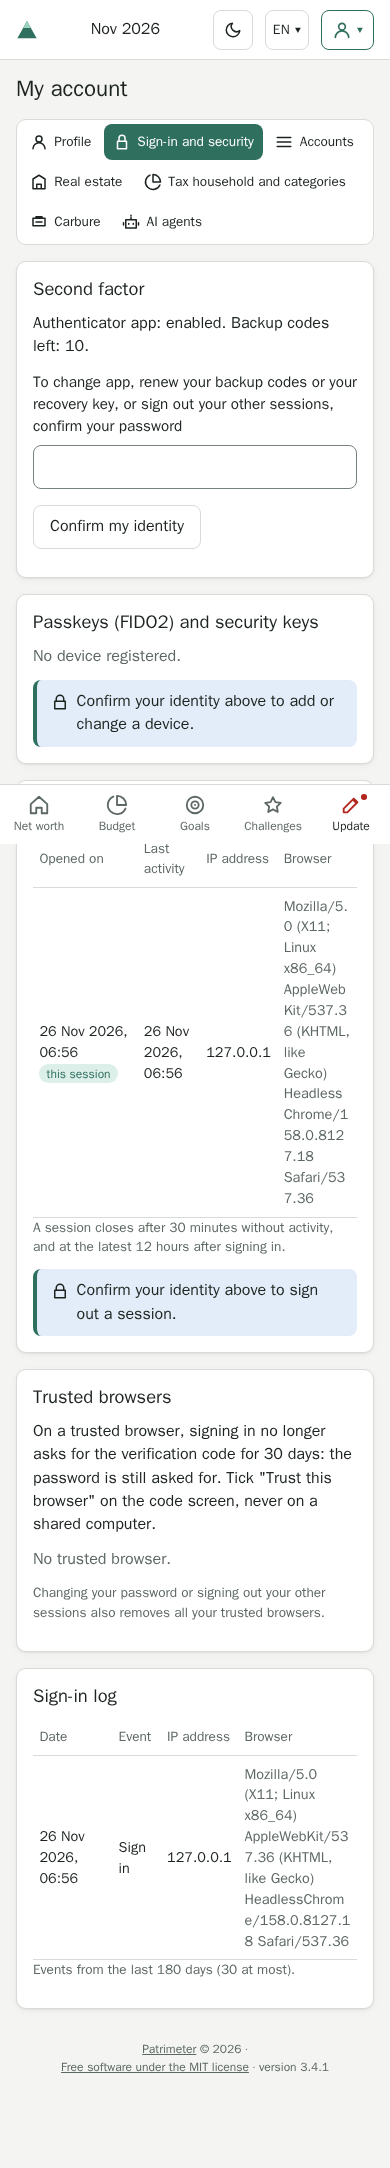 Nov 2026
EN ▾
My account
Profile
Sign-in and security
Accounts
Real estate
Tax household and categories
Carbure
AI agents
Second factor
Authenticator app: enabled. Backup codes
left: 10.
To change app, renew your backup codes or your
recovery key, or sign out your other sessions,
confirm your password
Confirm my identity
Passkeys (FIDO2) and security keys
No device registered.
Confirm your identity above to add or
change a device.
Net worth
Budget
Goals
Challenges
Update
Opened on
Last
activity
IP address
Browser
26 Nov 2026,
06:56
this session
26 Nov
2026,
06:56
127.0.0.1
Mozilla/5.
0 (X11;
Linux
x86_64)
AppleWeb
Kit/537.3
6 (KHTML,
like
Gecko)
Headless
Chrome/1
58.0.812
7.18
Safari/53
7.36
A session closes after 30 minutes without activity,
and at the latest 12 hours after signing in.
Confirm your identity above to sign
out a session.
Trusted browsers
On a trusted browser, signing in no longer
asks for the verification code for 30 days: the
password is still asked for. Tick "Trust this
browser" on the code screen, never on a
shared computer.
No trusted browser.
Changing your password or signing out your other
sessions also removes all your trusted browsers.
Sign-in log
Date
Event
IP address
Browser
26 Nov
2026,
06:56
Sign
in
127.0.0.1
Mozilla/5.0
(X11; Linux
x86_64)
AppleWebKit/53
7.36 (KHTML,
like Gecko)
HeadlessChrom
e/158.0.8127.1
8 Safari/537.36
Events from the last 180 days (30 at most).
Patrimeter © 2026 ·
Free software under the MIT license · version 3.4.1